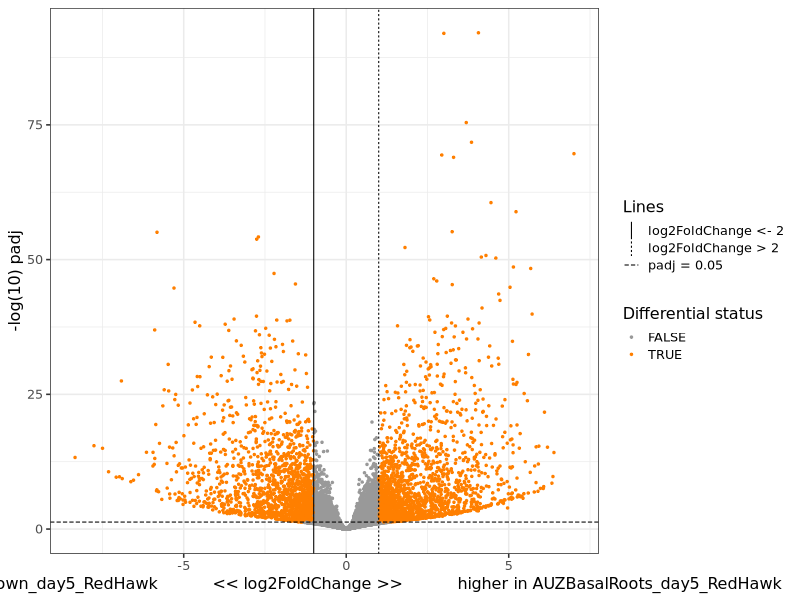 75
50
25
0
-log(10) padj
-5
0
5
own_day5_RedHawk << log2FoldChange >> higher in AUZBasalRoots_day5_RedHawk
Lines
log2FoldChange <- 2
log2FoldChange > 2
padj = 0.05
Differential status
FALSE
TRUE